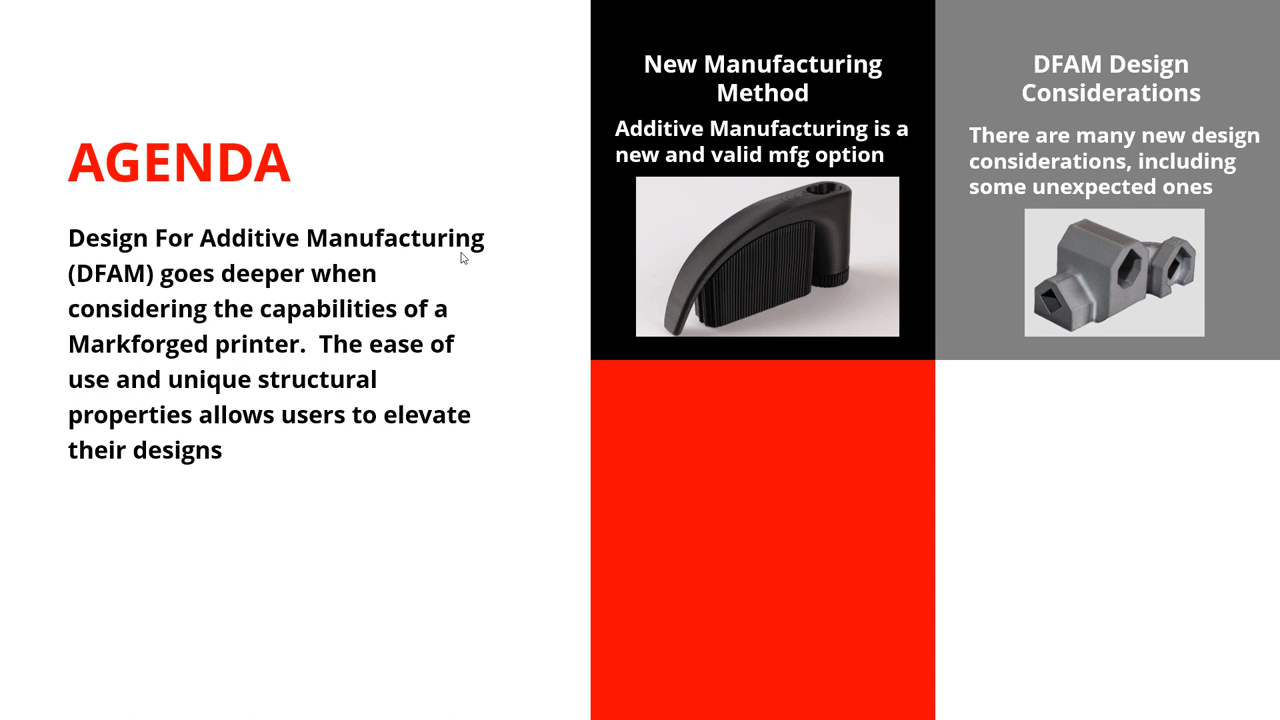 AGENDA
Design For Additive Manufacturing
(DFAM) goes deeper when
considering the capabilities of a
Markforged printer.  The ease of
use and unique structural
properties allows users to elevate
their designs
New Manufacturing
Method
Additive Manufacturing is a
new and valid mfg option
DFAM Design
Considerations
There are many new design
considerations, including
some unexpected ones